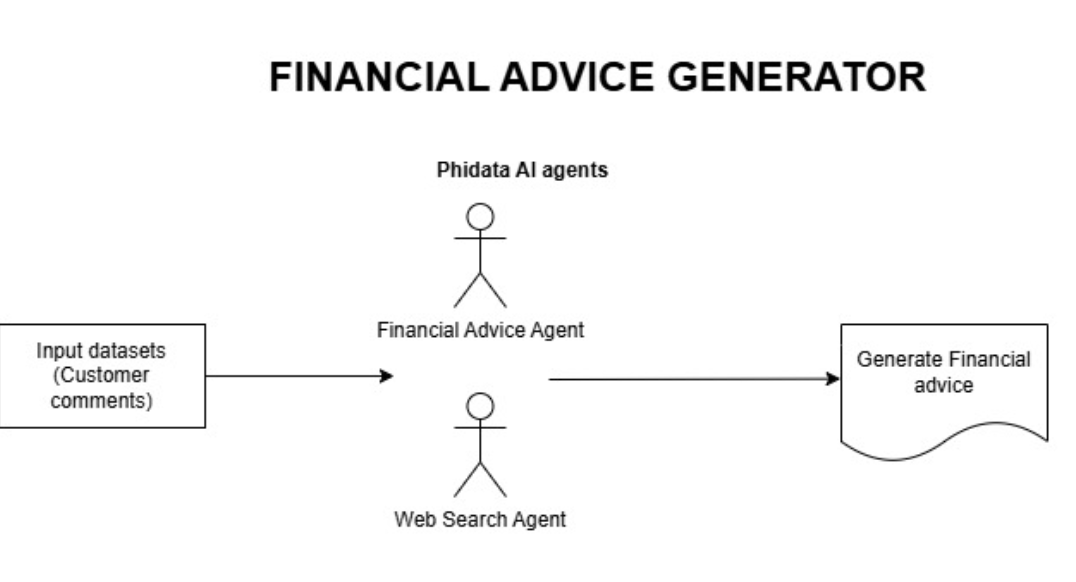 FINANCIAL ADVICE GENERATOR
Phidata AI agents
Financial Advice Agent
Input datasets
(Customer
comments)
Generate Financial
advice
Web Search Agent